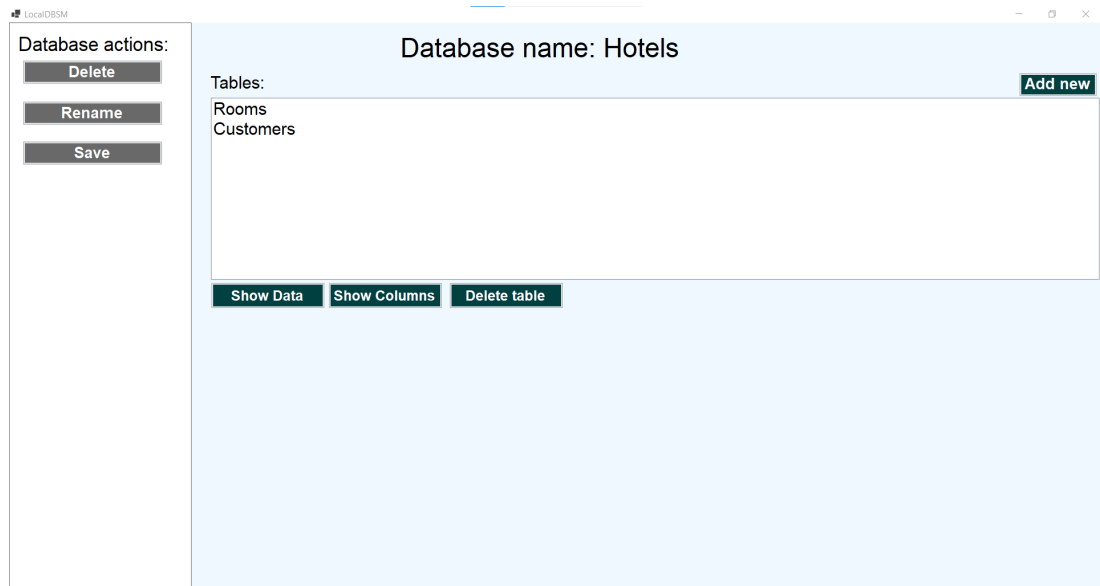 LocalDBSM
Database actions:
Delete
Rename
Save
Database name: Hotels
Tables:
Add new
Rooms
Customers
Show Data
Show Columns
Delete table